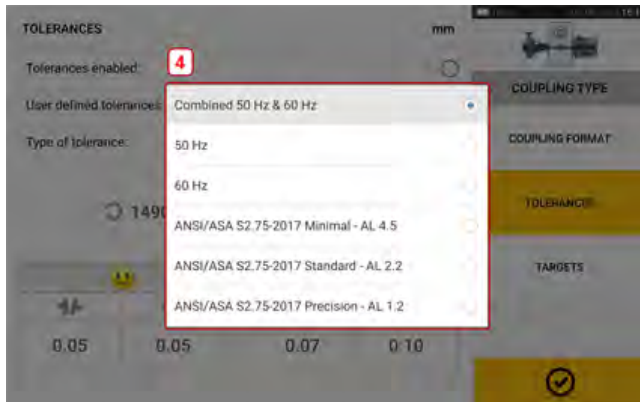 TOLERANCES mm
Tolerances enabled:
4
User defined tolerances
Combined 50 Hz & 60 Hz
Type of tolerance:
50 Hz
60 Hz
1490
ANSI/ASA S2.75-2017 Minimal - AL 4.5
ANSI/ASA S2.75-2017 Standard - AL 2.2
ANSI/ASA S2.75-2017 Precision - AL 1.2
0.05 0.05 0.07 0.10
COUPLING TYPE
COUPLING FORMAT
TOLERANCES
TARGETS